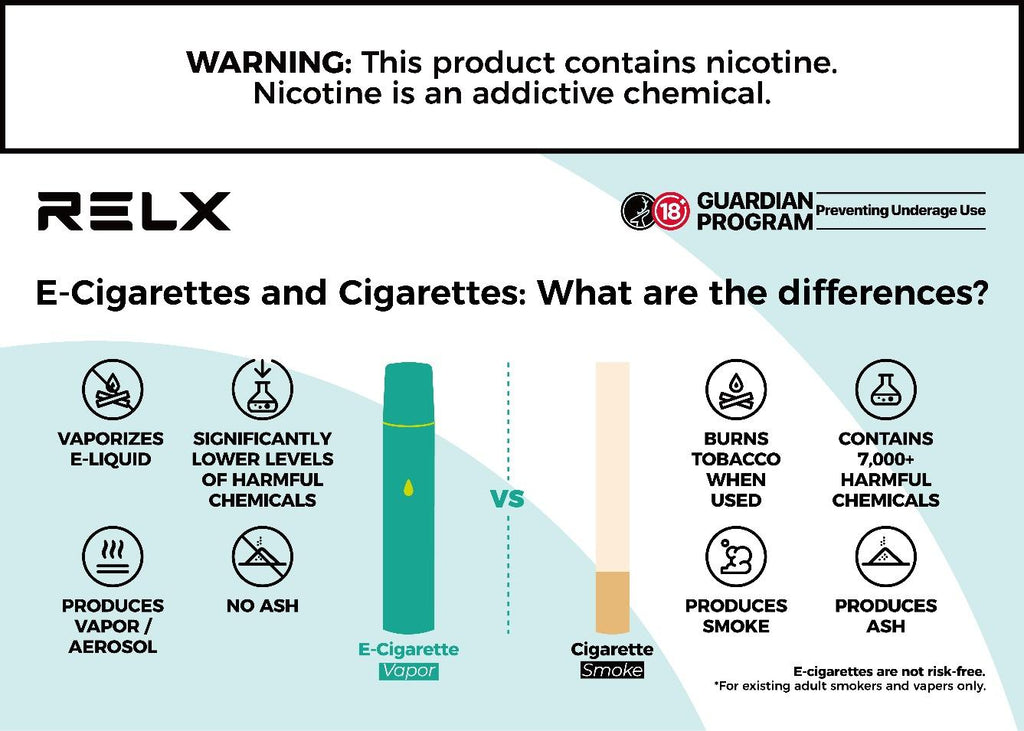 WARNING: This product contains nicotine.
Nicotine is an addictive chemical.
RELX
18+
GUARDIAN
PROGRAM
Preventing Underage Use
E-Cigarettes and Cigarettes: What are the differences?
VAPORIZES
E-LIQUID
SIGNIFICANTLY
LOWER LEVELS
OF HARMFUL
CHEMICALS
PRODUCES
VAPOR /
AEROSOL
NO ASH
E-Cigarette
Vapor
VS
Cigarette
Smoke
BURNS
TOBACCO
WHEN
USED
CONTAINS
7,000+
HARMFUL
CHEMICALS
PRODUCES
SMOKE
PRODUCES
ASH
E-cigarettes are not risk-free.
*For existing adult smokers and vapers only.